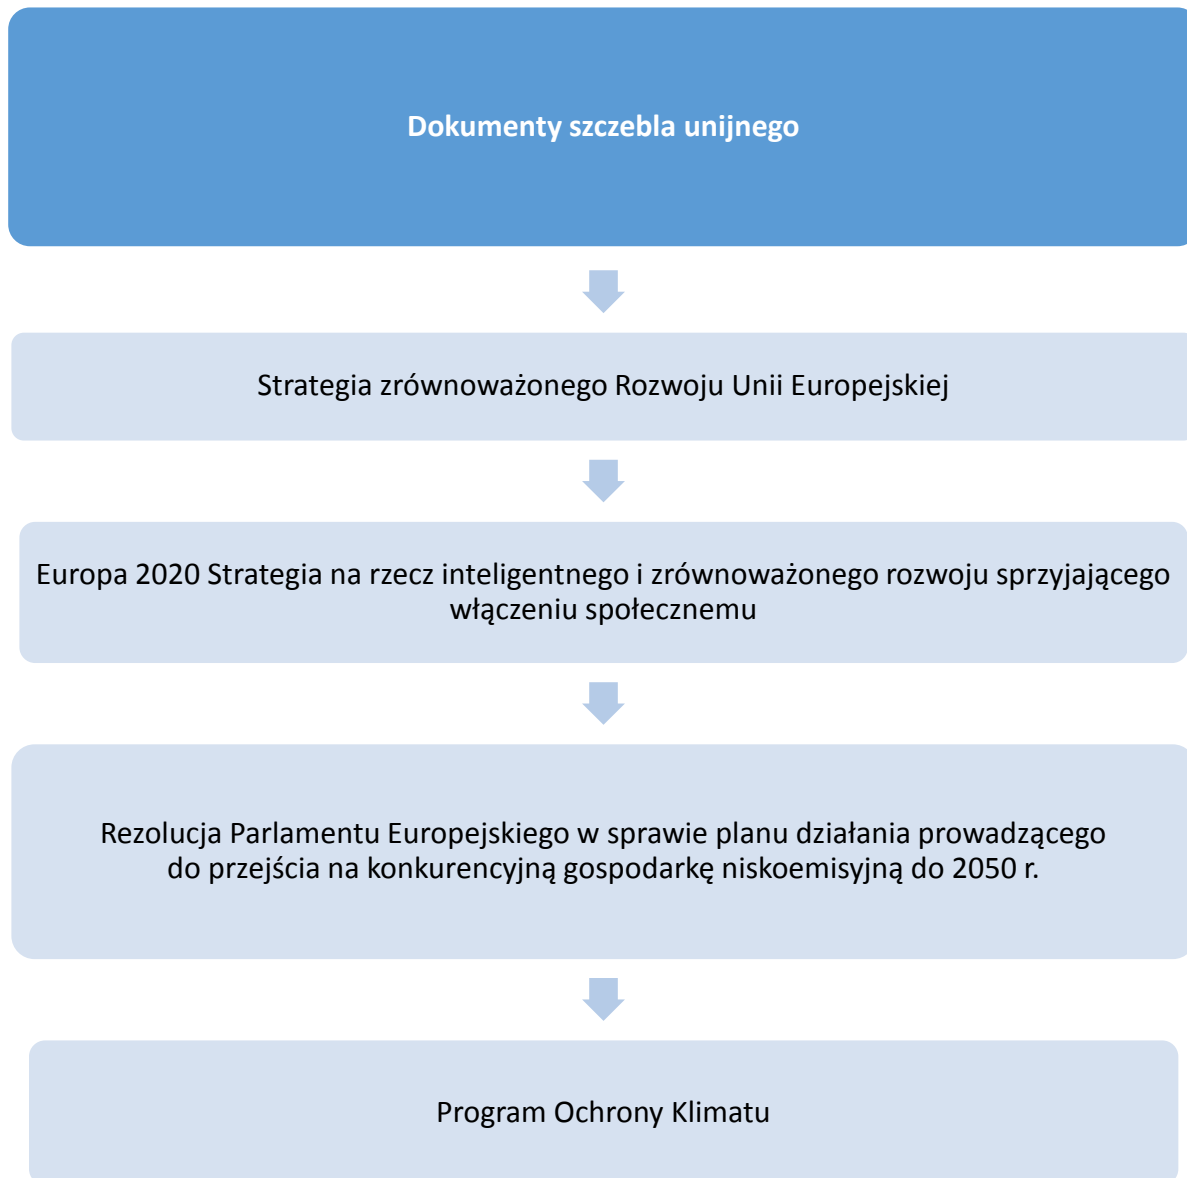 Dokumenty szczebla unijnego
Strategia zrównoważonego Rozwoju Unii Europejskiej
Europa 2020 Strategia na rzecz inteligentnego i zrównoważonego rozwoju sprzyjającego
włączeniu społecznemu
Rezolucja Parlamentu Europejskiego w sprawie planu działania prowadzącego
do przejścia na konkurencyjną gospodarkę niskoemisyjną do 2050 r.
Program Ochrony Klimatu